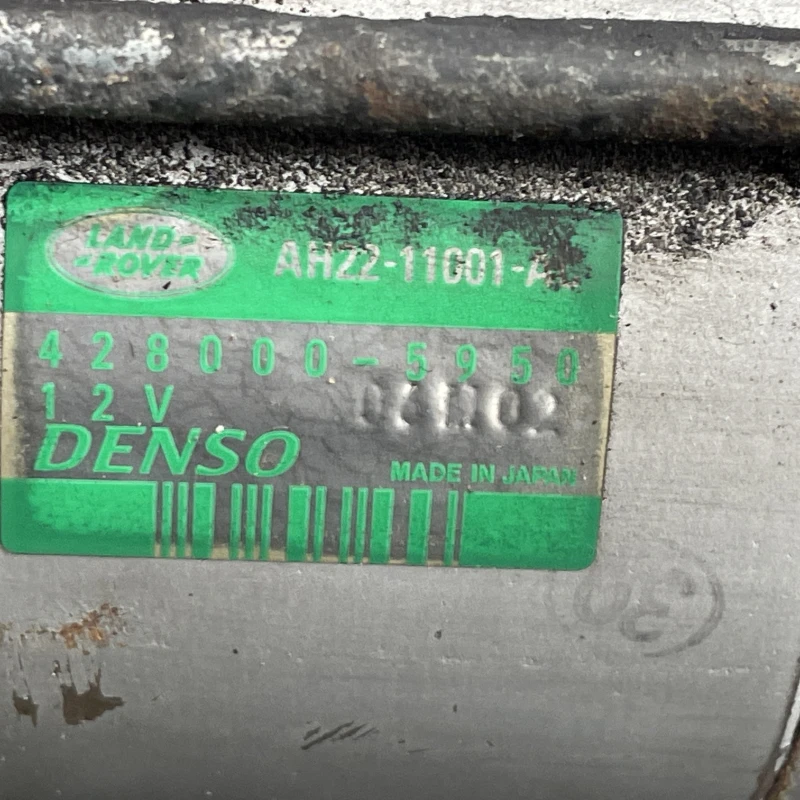 LAND-
-ROVER
AH22-11001-A
428000-5950
12V
DENSO
MADE IN JAPAN